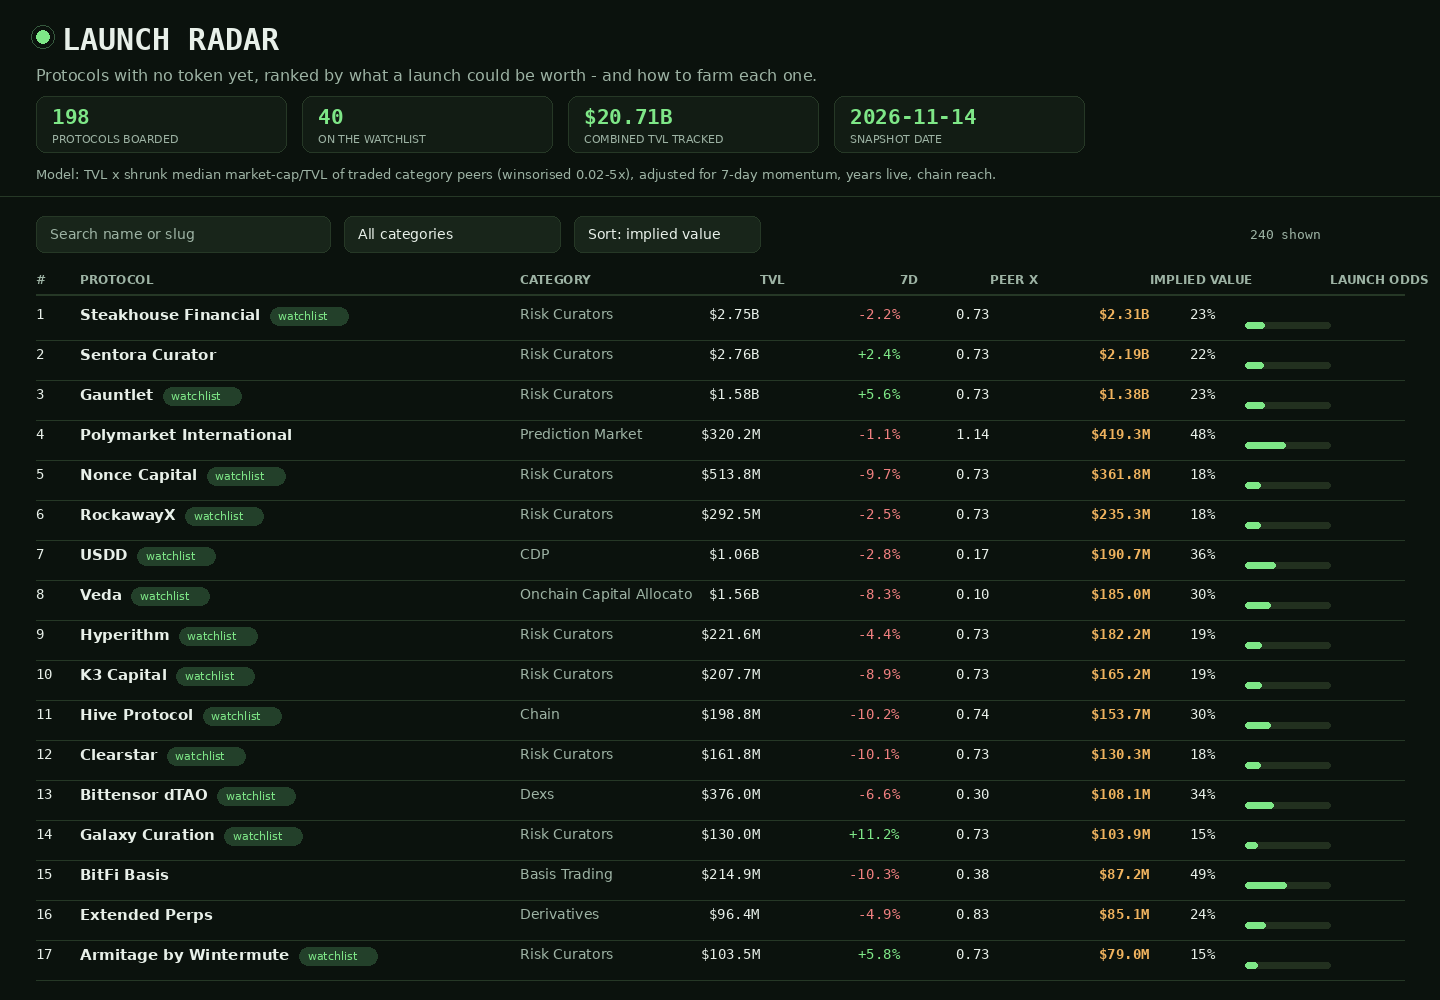 LAUNCH RADAR
Protocols with no token yet, ranked by what a launch could be worth - and how to farm each one.
198 40 $20.71B 2026-11-14
PROTOCOLS BOARDED ON THE WATCHLIST COMBINED TVL TRACKED SNAPSHOT DATE
Model: TVL x shrunk median market-cap/TVL of traded category peers (winsorised 0.02-5x), adjusted for 7-day momentum, years live, chain reach.
Search name or slug All categories Sort: implied value 240 shown
# PROTOCOL CATEGORY TVL 7D PEER X IMPLIED VALUE LAUNCH ODDS
1 Steakhouse Financial watchlist Risk Curators $2.75B -2.2% 0.73 $2.31B 23%
2 Sentora Curator Risk Curators $2.76B +2.4% 0.73 $2.19B 22%
3 Gauntlet watchlist Risk Curators $1.58B +5.6% 0.73 $1.38B 23%
4 Polymarket International Prediction Market $320.2M -1.1% 1.14 $419.3M 48%
5 Nonce Capital watchlist Risk Curators $513.8M -9.7% 0.73 $361.8M 18%
6 RockawayX watchlist Risk Curators $292.5M -2.5% 0.73 $235.3M 18%
7 USDD watchlist CDP $1.06B -2.8% 0.17 $190.7M 36%
8 Veda watchlist Onchain Capital Allocato $1.56B -8.3% 0.10 $185.0M 30%
9 Hyperithm watchlist Risk Curators $221.6M -4.4% 0.73 $182.2M 19%
10 K3 Capital watchlist Risk Curators $207.7M -8.9% 0.73 $165.2M 19%
11 Hive Protocol watchlist Chain $198.8M -10.2% 0.74 $153.7M 30%
12 Clearstar watchlist Risk Curators $161.8M -10.1% 0.73 $130.3M 18%
13 Bittensor dTAO watchlist Dexs $376.0M -6.6% 0.30 $108.1M 34%
14 Galaxy Curation watchlist Risk Curators $130.0M +11.2% 0.73 $103.9M 15%
15 BitFi Basis Basis Trading $214.9M -10.3% 0.38 $87.2M 49%
16 Extended Perps Derivatives $96.4M -4.9% 0.83 $85.1M 24%
17 Armitage by Wintermute watchlist Risk Curators $103.5M +5.8% 0.73 $79.0M 15%